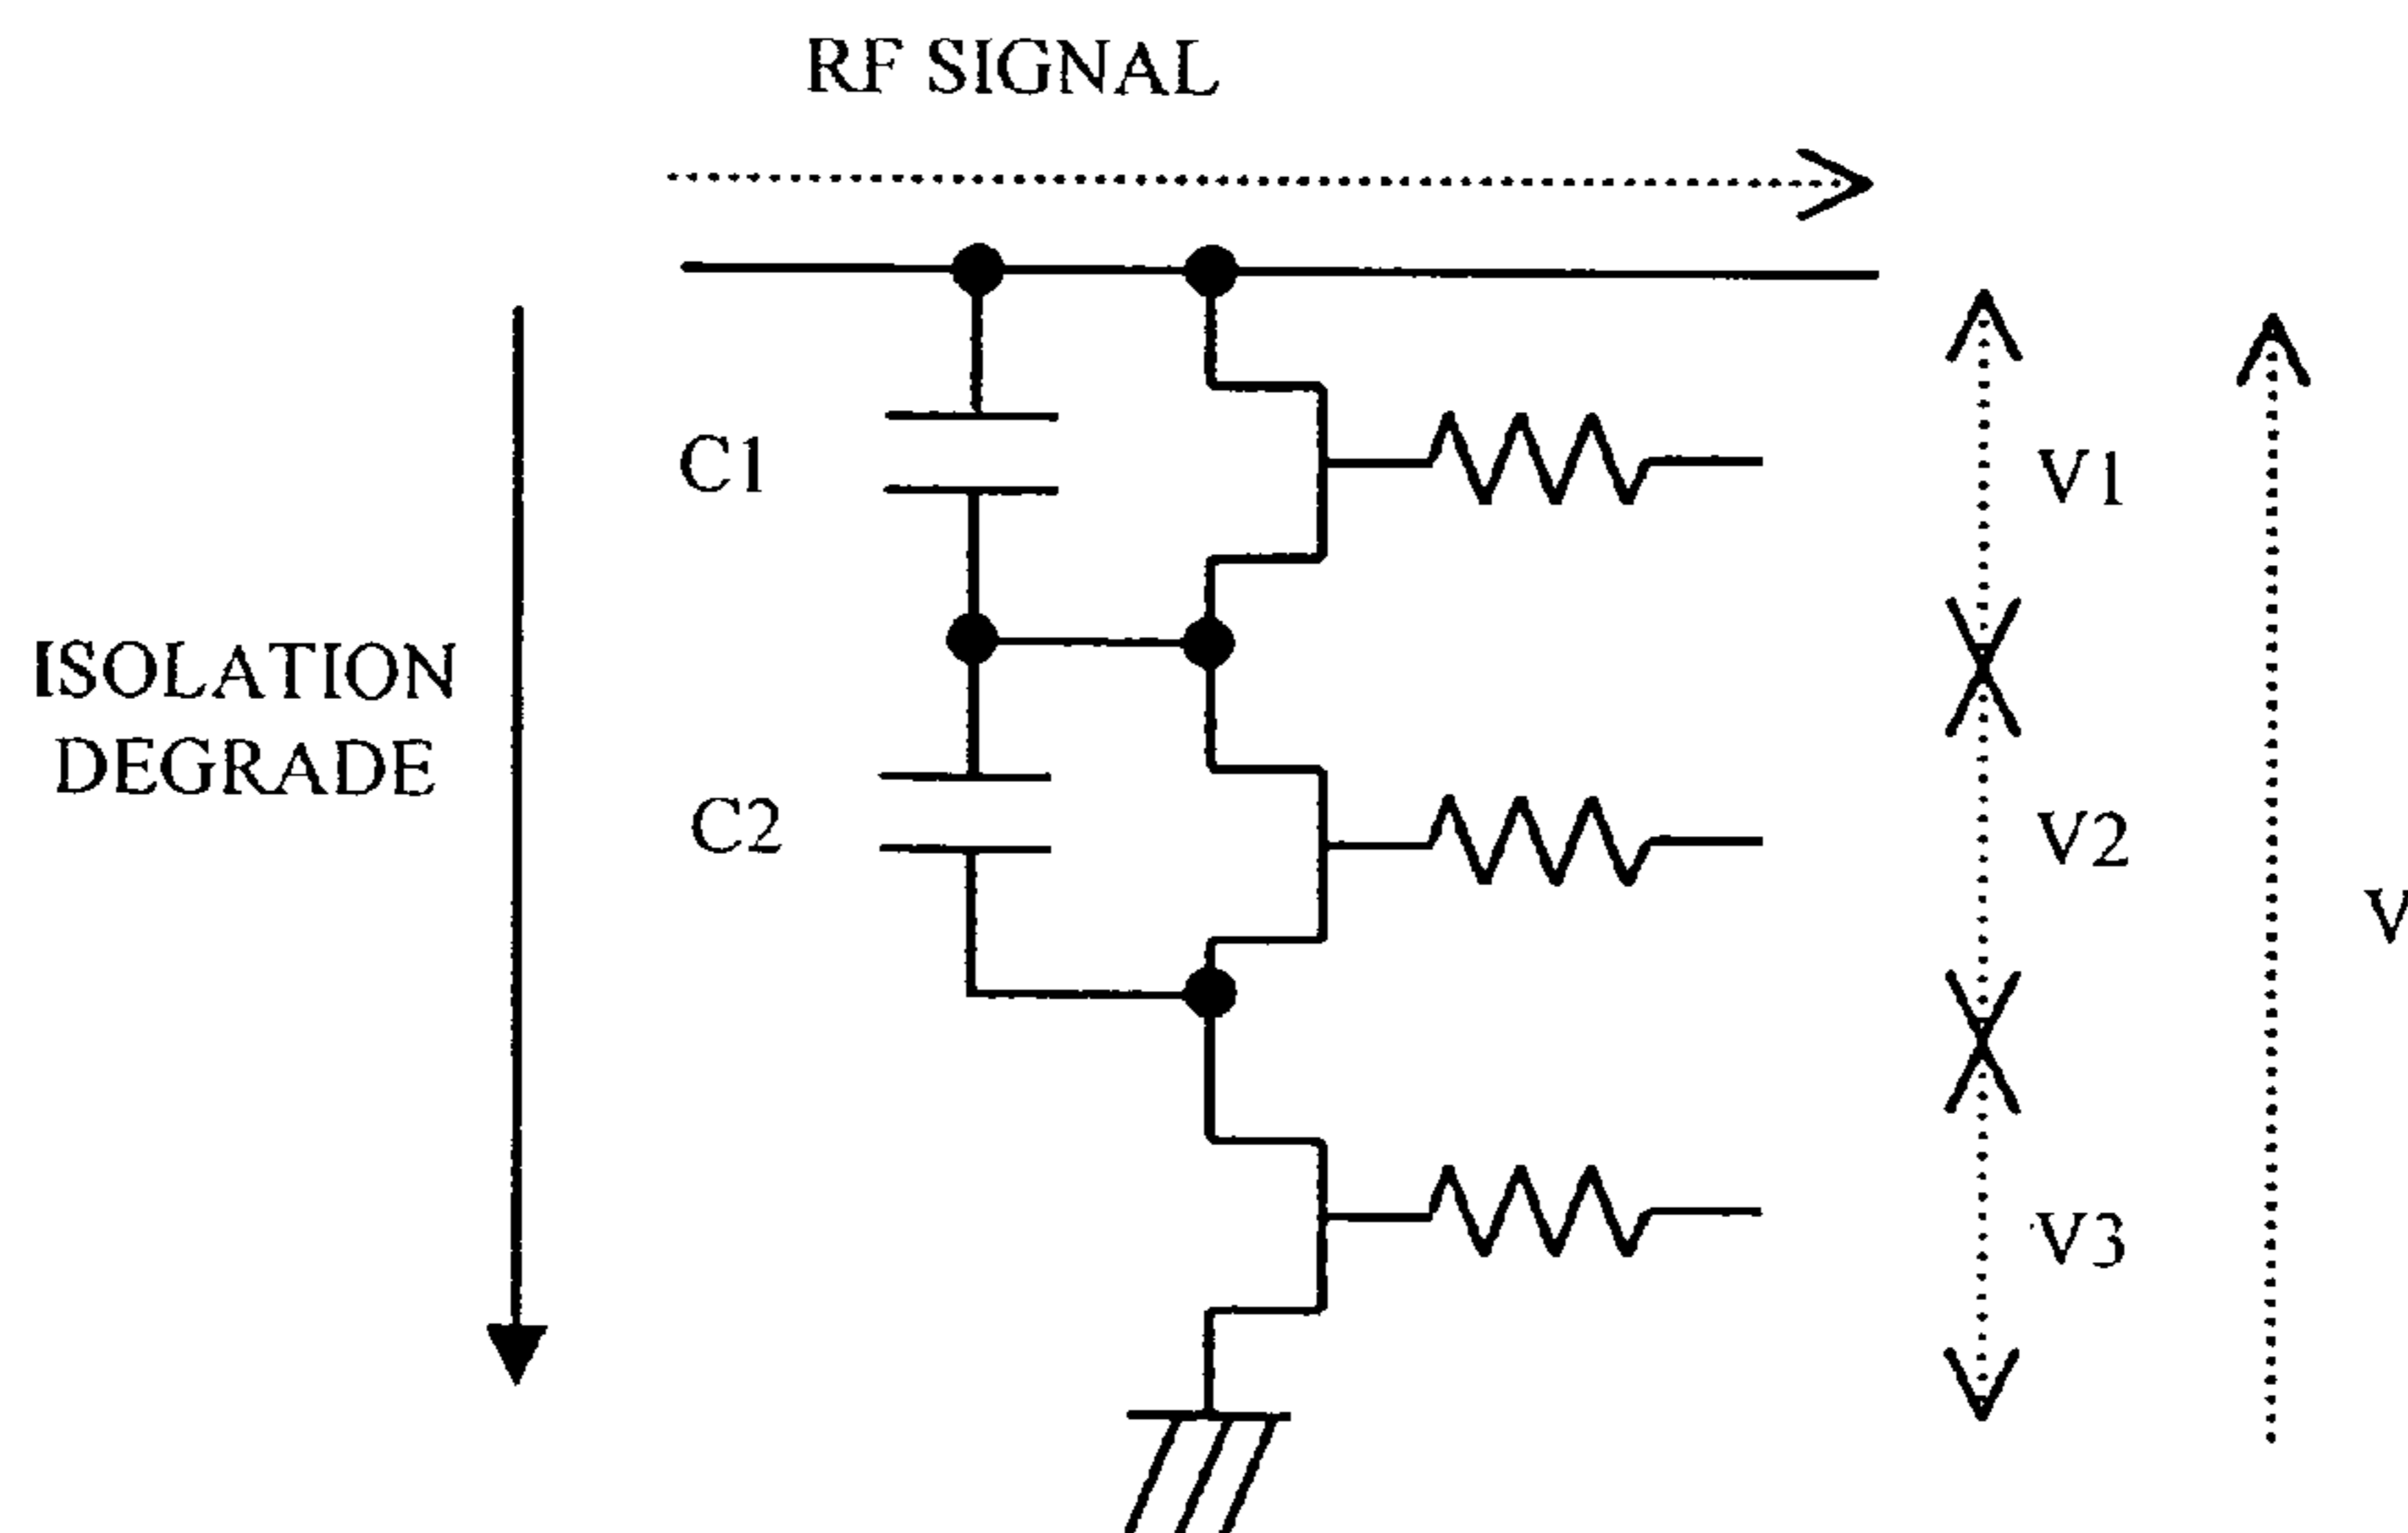 RF SIGNAL
C1
V1
ISOLATION
DEGRADE
C2
V2
V
V3